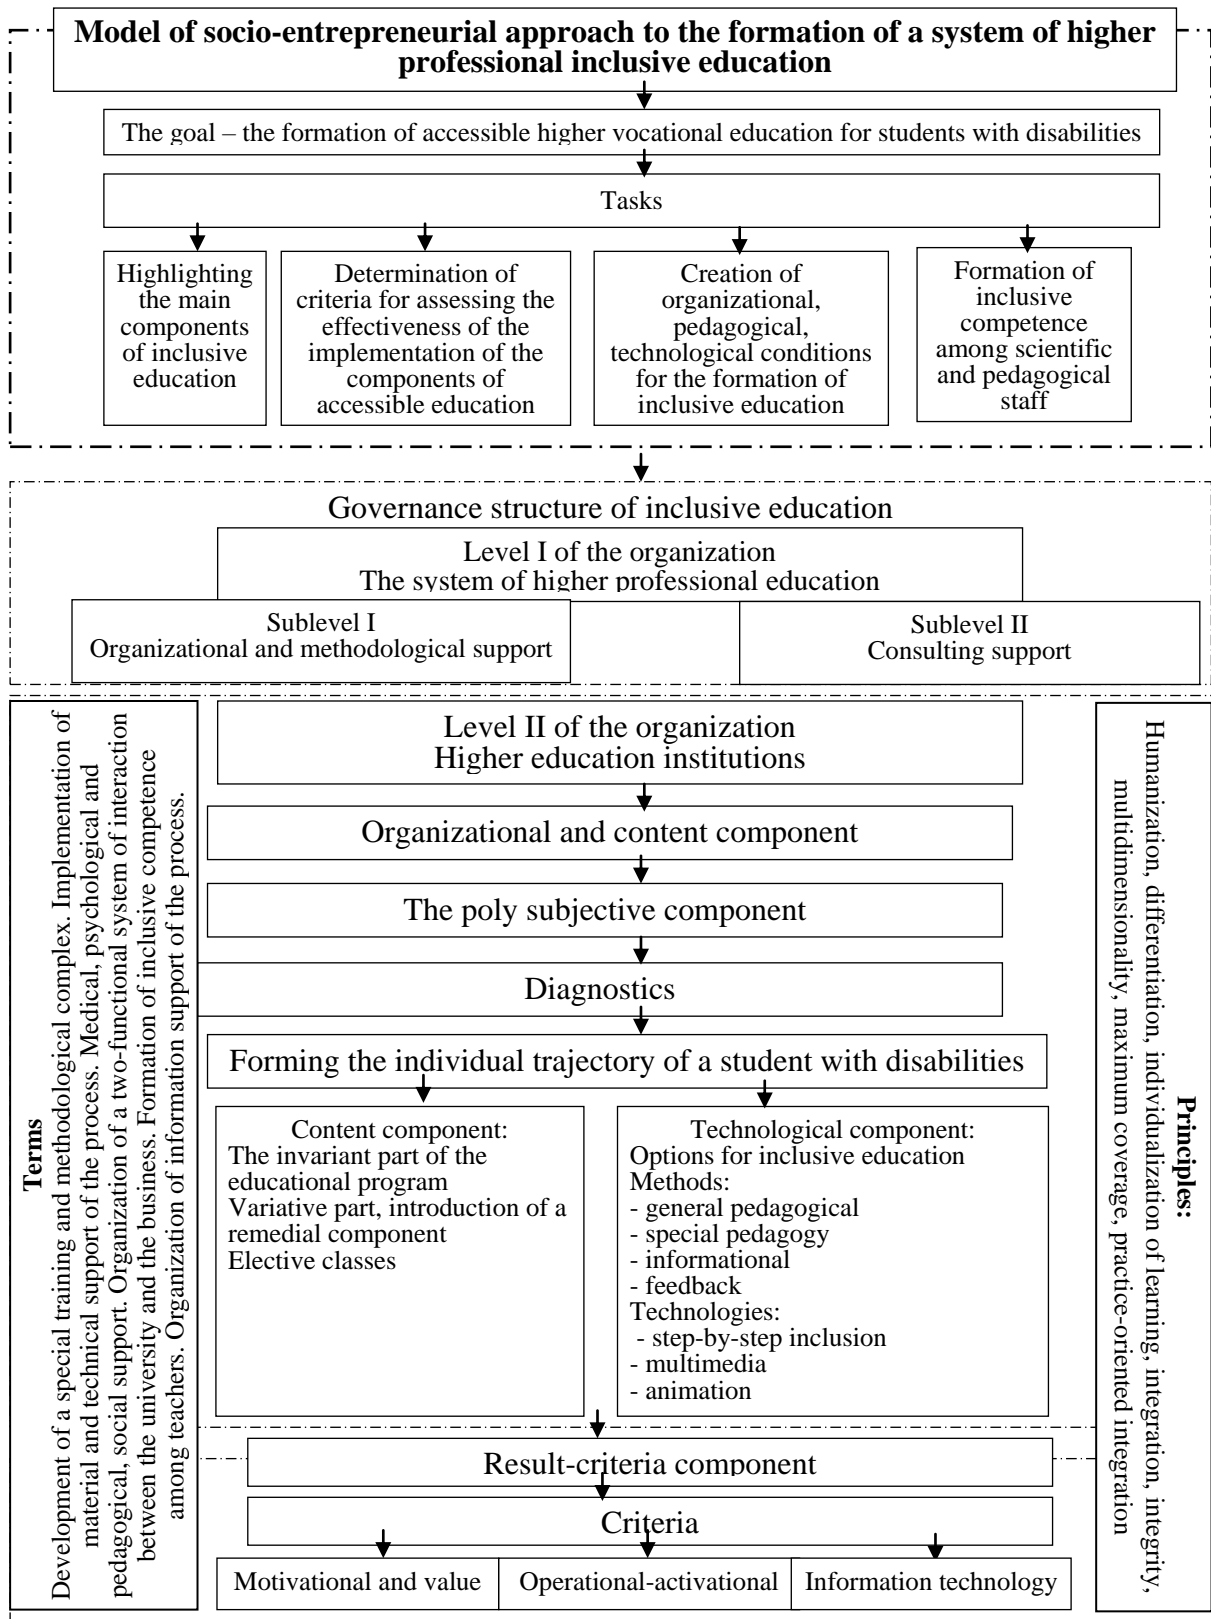 Model of socio-entrepreneurial approach to the formation of a system of higher
professional inclusive education
The goal – the formation of accessible higher vocational education for students with disabilities
Tasks
Highlighting
the main
components
of inclusive
education
Determination of
criteria for assessing the
effectiveness of the
implementation of the
components of
accessible education
Creation of
organizational,
pedagogical,
technological conditions
for the formation of
inclusive education
Formation of
inclusive
competence
among scientific
and pedagogical
staff
Governance structure of inclusive education
Level I of the organization
The system of higher professional education
Sublevel I
Organizational and methodological support
Sublevel II
Consulting support
Terms
Development of a special training and methodological complex. Implementation of
material and technical support of the process. Medical, psychological and
pedagogical, social support. Organization of a two-functional system of interaction
between the university and the business. Formation of inclusive competence
among teachers. Organization of information support of the process.
Level II of the organization
Higher education institutions
Organizational and content component
The poly subjective component
Diagnostics
Forming the individual trajectory of a student with disabilities
Content component:
The invariant part of the
educational program
Variative part, introduction of a
remedial component
Elective classes
Technological component:
Options for inclusive education
Methods:
- general pedagogical
- special pedagogy
- informational
- feedback
Technologies:
- step-by-step inclusion
- multimedia
- animation
Principles:
Humanization, differentiation, individualization of learning, integration, integrity,
multidimensionality, maximum coverage, practice-oriented integration
Result-criteria component
Criteria
Motivational and value
Operational-activational
Information technology